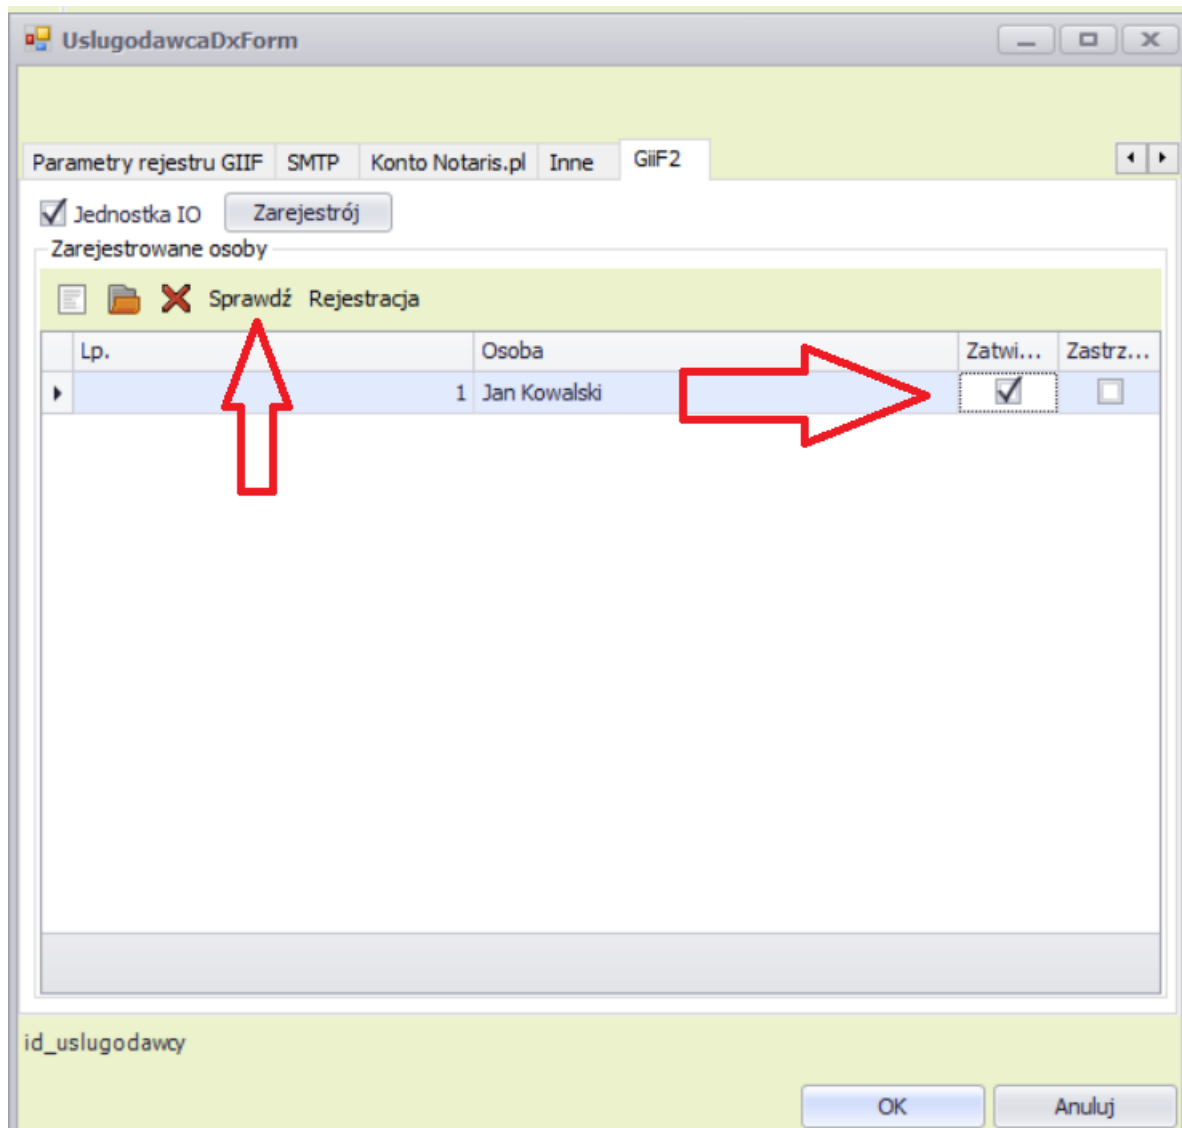 UslugodawcaDxForm
Parametry rejestru GIIF SMTP Konto Notaris.pl Inne GiiF2
Jednostka IO Zarejestrój
Zarejestrowane osoby
Sprawdź Rejestracja
Lp. Osoba Zatwi... Zastrz...
1 Jan Kowalski
id_uslugodawcy
OK Anuluj